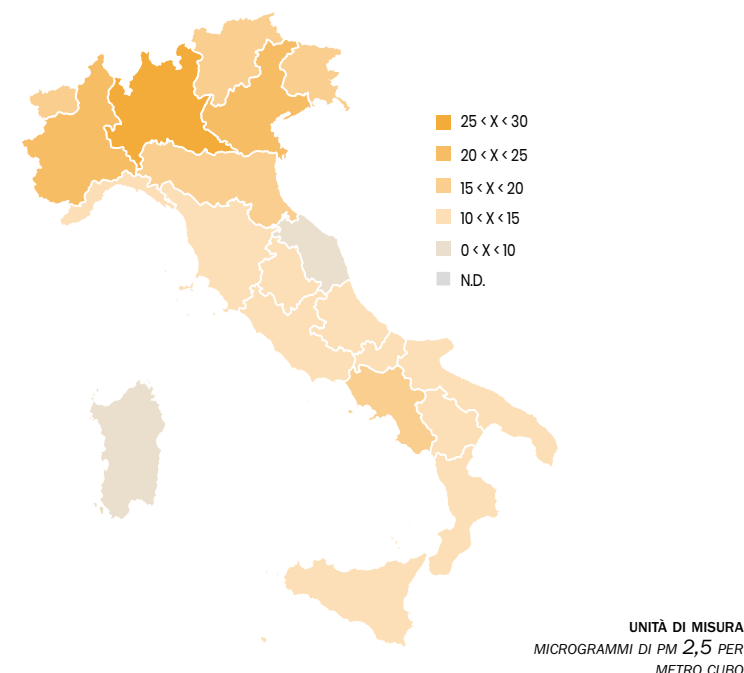 25 < X < 30
20 < X < 25
15 < X < 20
10 < X < 15
0 < X < 10
N.D.
UNITÀ DI MISURA
MICROGRAMMI DI PM 2,5 PER
METRO CUBO